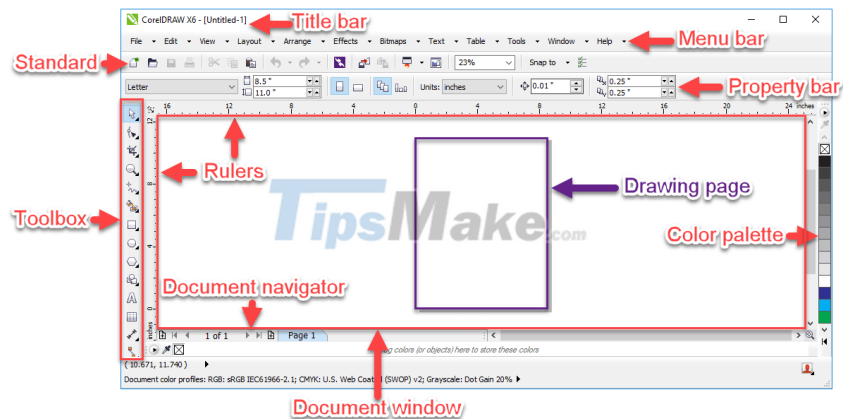 CorelDRAW X6 - [Untitled-1]
Title bar
File Edit View Layout Arrange Effects Bitmaps Text Table Tools Window Help
Menu bar
Standard
23%
Snap to
Letter
8.5 "
11.0 "
Units: inches
0.01 "
0.25 "
0.25 "
Property bar
16 12 8 4 0 4 8 12 16 20 24 inches
12
8
4
0
inches
Rulers
Toolbox
Drawing page
TipsMake.com
Color palette
Document navigator
1 of 1
Page 1
colors (or objects) here to store these colors
( 10.671, 11.740 )
Document color profiles: RGB: sRGB IEC61966-2.1; CMYK: U.S. Web Coated (SWOP) v2; Grayscale: Dot Gain 20%
Document window